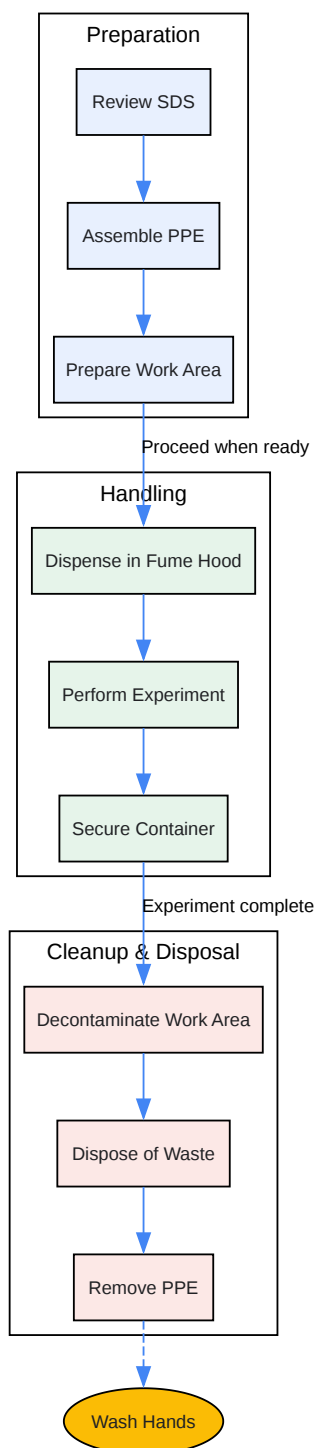 Preparation
Review SDS
Assemble PPE
Prepare Work Area
Proceed when ready
Handling
Dispense in Fume Hood
Perform Experiment
Secure Container
Experiment complete
Cleanup & Disposal
Decontaminate Work Area
Dispose of Waste
Remove PPE
Wash Hands